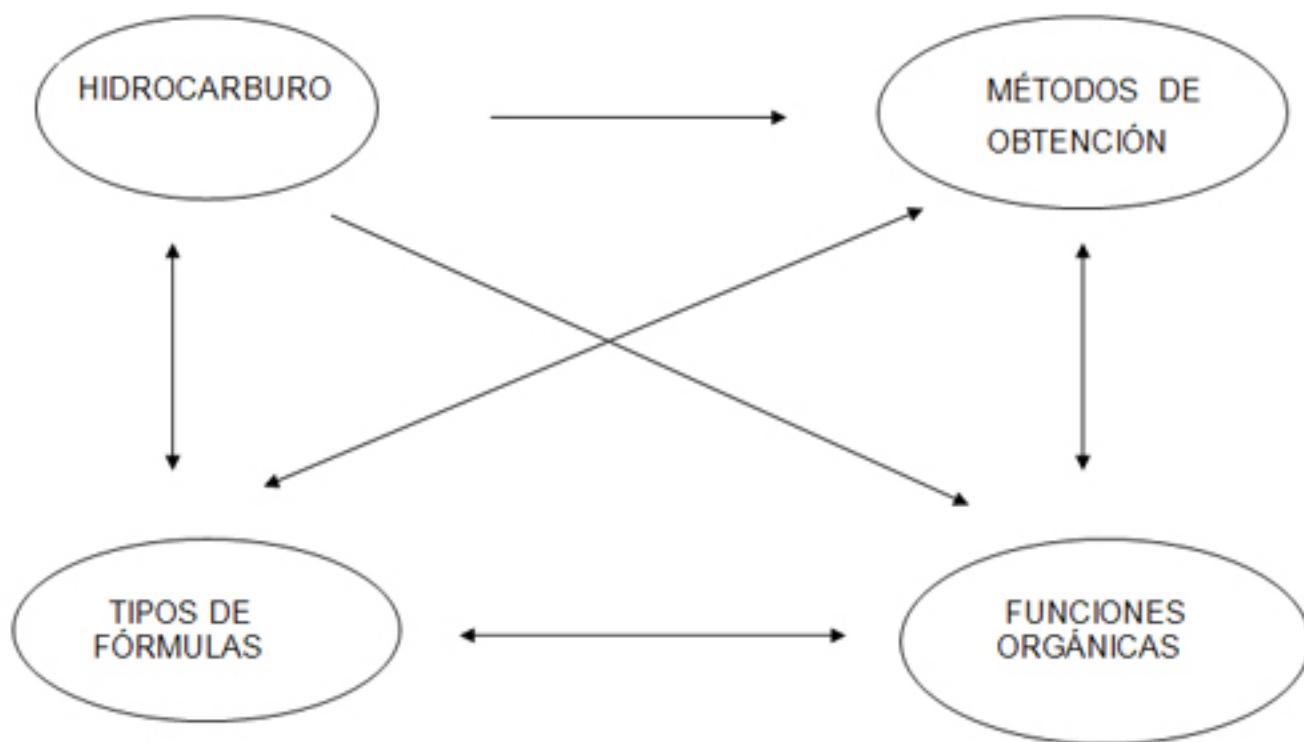 HIDROCARBURO
MÉTODOS DE
OBTENCIÓN
TIPOS DE
FÓRMULAS
FUNCIONES
ORGÁNICAS